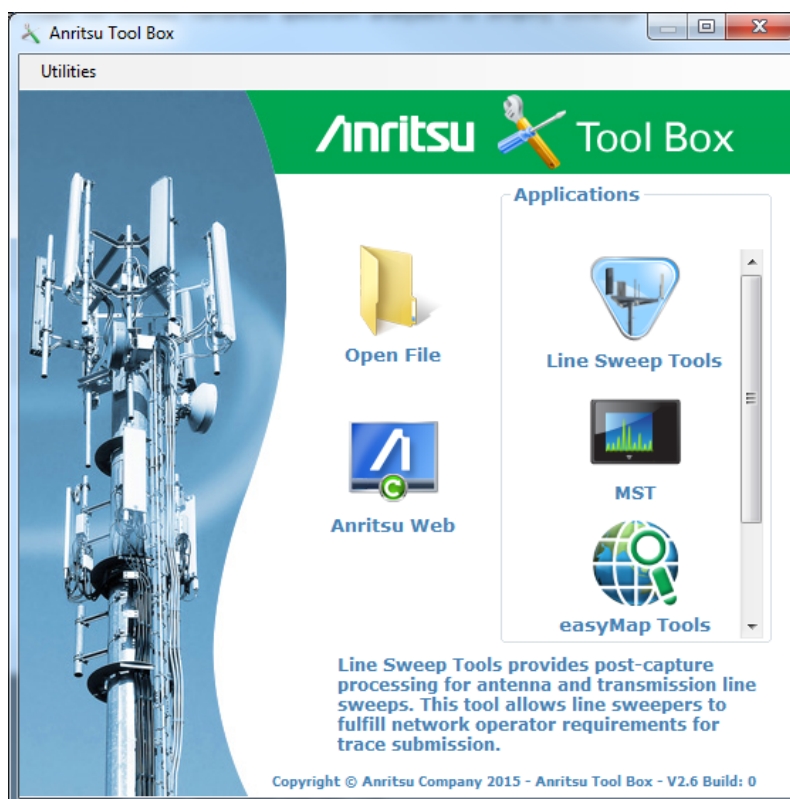 Anritsu Tool Box
Utilities
Anritsu Tool Box
Applications
Open File
Line Sweep Tools
MST
Anritsu Web
easyMap Tools
Line Sweep Tools provides post-capture
processing for antenna and transmission line
sweeps. This tool allows line sweepers to
fulfill network operator requirements for
trace submission.
Copyright © Anritsu Company 2015 - Anritsu Tool Box - V2.6 Build: 0